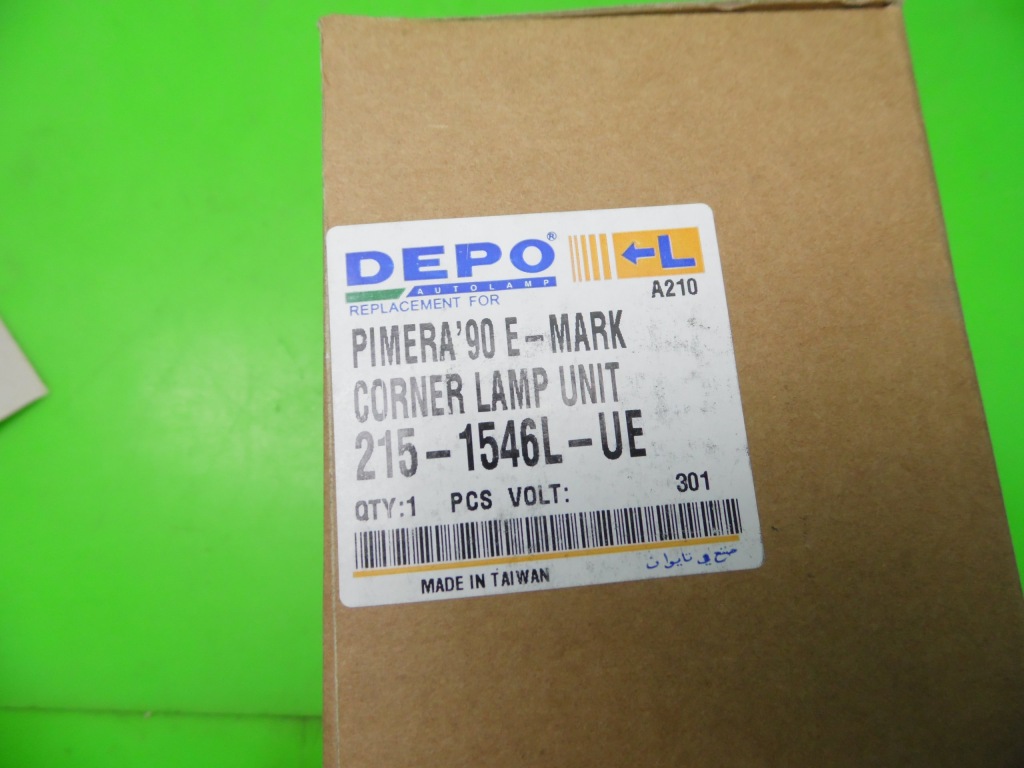 DEPO® ←L
AUTOLAMP
REPLACEMENT FOR A210
PIMERA'90 E-MARK
CORNER LAMP UNIT
215-1546L-UE
QTY:1 PCS VOLT: 301
MADE IN TAIWAN صنع في تايوان